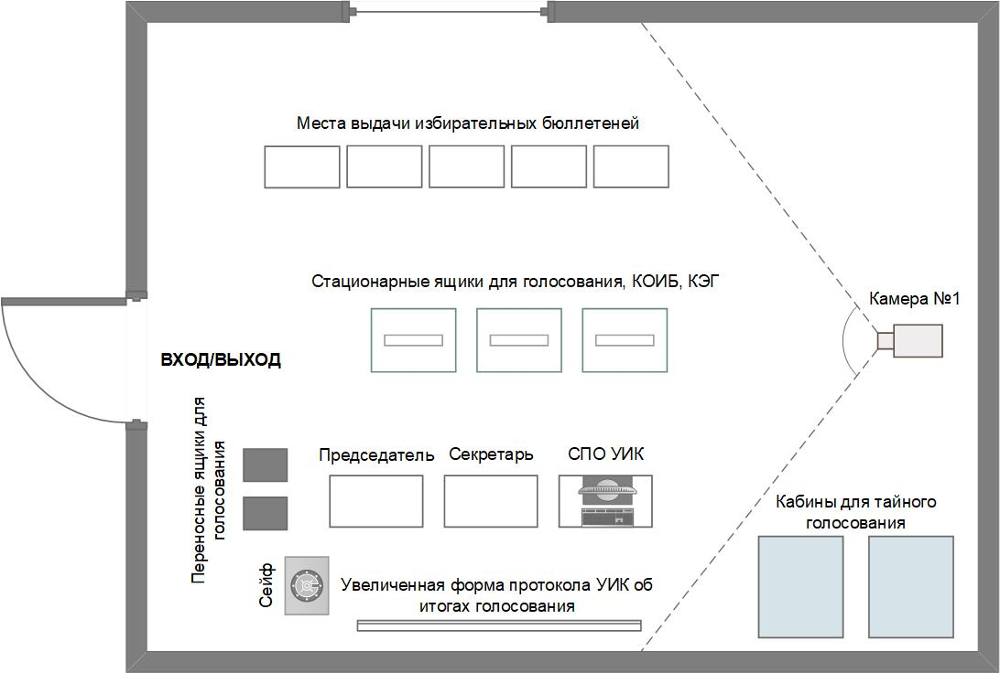 Места выдачи избирательных бюллетеней
Стационарные ящики для голосования, КОИБ, КЭГ
Камера №1
ВХОД/ВЫХОД
Переносные ящики для
голосования
Председатель
Секретарь
СПО УИК
Кабины для тайного
голосования
Сейф
Увеличенная форма протокола УИК об
итогах голосования